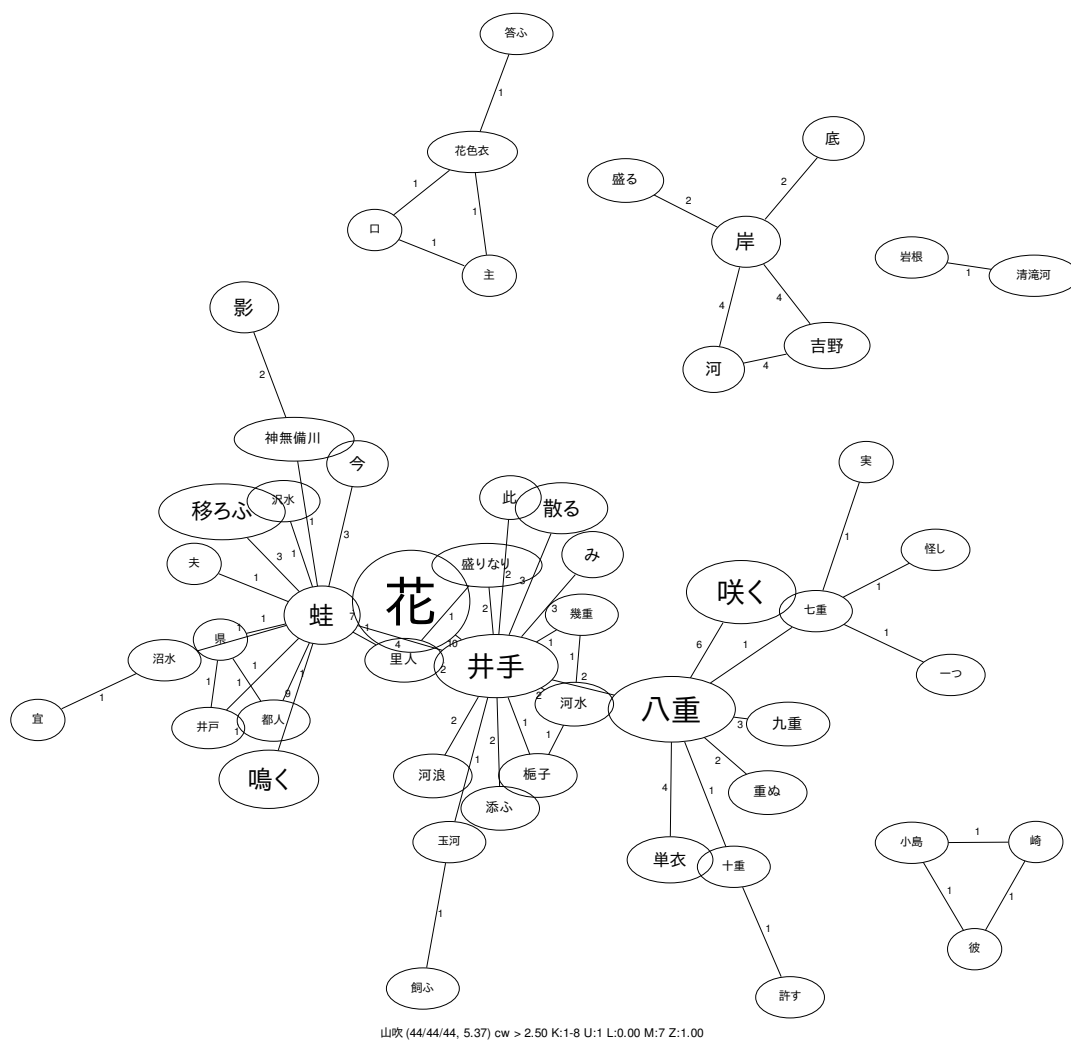 答ふ
1
花色衣
1
1
口
1
主
底
盛る
2
2
岸
4
4
河
4
吉野
岩根
1
清滝河
影
2
神無備川
今
移ろふ
沢水
1
3
3
1
夫
1
蛙
此
散る
盛りなり
2
3
み
3
2
花
7
1
1
幾重
1
1
県
1
1
沼水
1
宜
1
井戸
1
1
都人
9
1
鳴く
4
里人
10
2
井手
2
2
河水
1
1
2
河浪
1
2
梔子
添ふ
玉河
1
飼ふ
実
1
怪し
1
咲く
七重
6
1
1
一つ
八重
3
九重
2
重ぬ
4
1
単衣
十重
1
許す
小島
1
崎
1
1
彼
山吹 (44/44/44, 5.37) cw > 2.50 K:1-8 U:1 L:0.00 M:7 Z:1.00